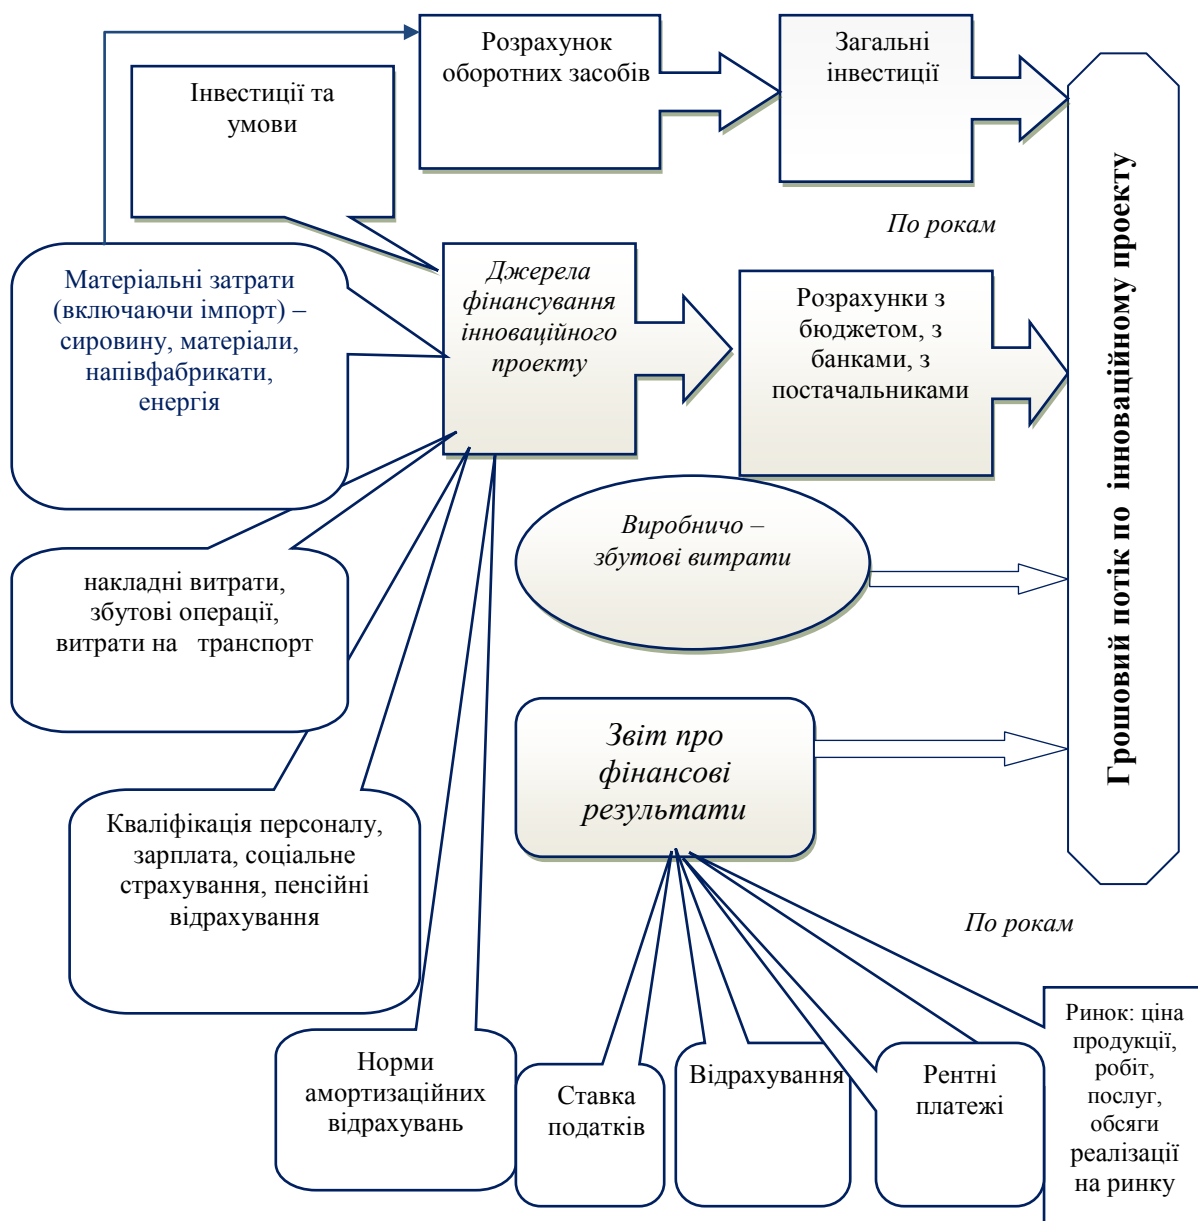 Розрахунок
оборотних засобів
Загальні
інвестиції
Інвестиції та
умови
По рокам
Матеріальні затрати
(включаючи імпорт) –
сировину, матеріали,
напівфабрикати,
енергія
Джерела
фінансування
інноваційного
проекту
Розрахунки з
бюджетом, з
банками, з
постачальниками
Грошовий потік по інноваційному проекту
Виробничо –
збутові витрати
накладні витрати,
збутові операції,
витрати на транспорт
Звіт про
фінансові
результати
Кваліфікація персоналу,
зарплата, соціальне
страхування, пенсійні
відрахування
По рокам
Норми
амортизаційних
відрахувань
Ставка
податків
Відрахування
Рентні
платежі
Ринок: ціна
продукції,
робіт,
послуг,
обсяги
реалізації
на ринку